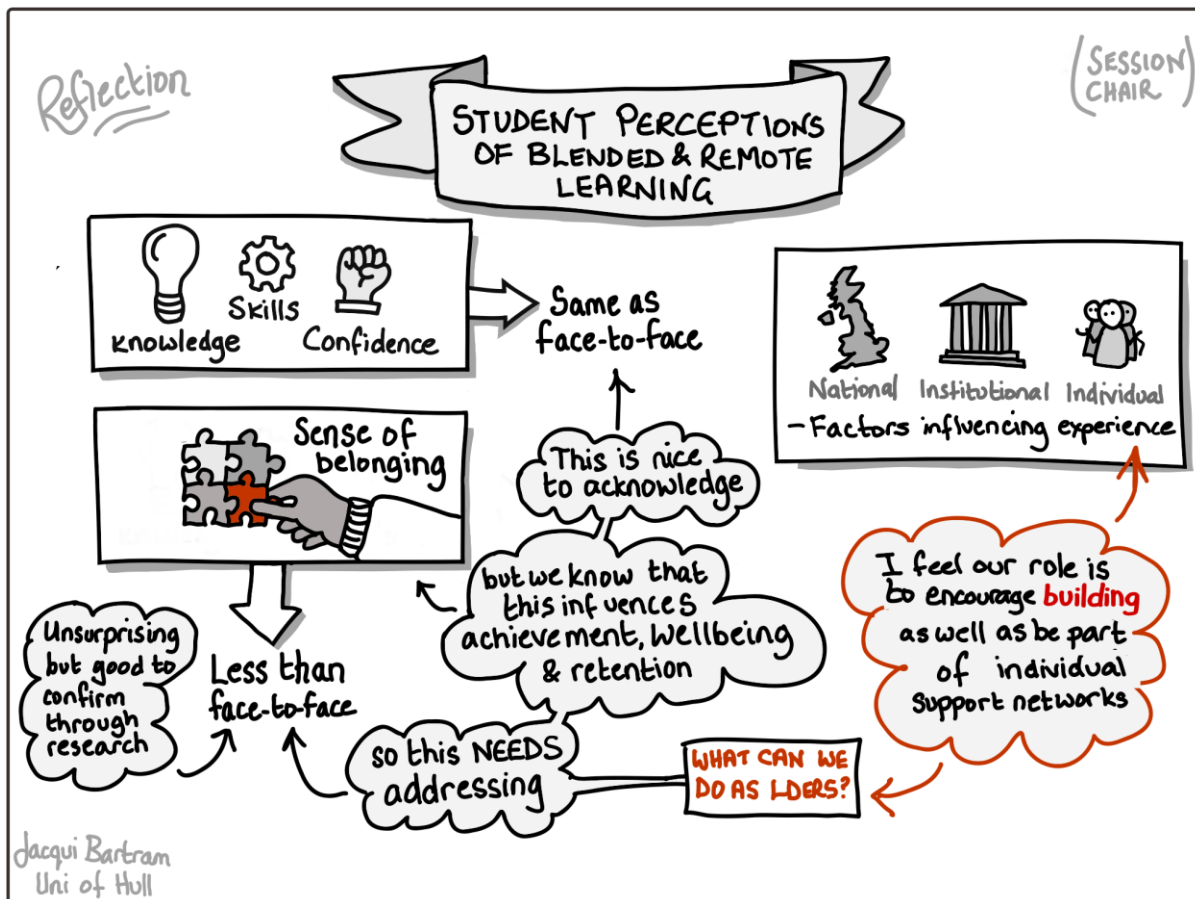 Reflection
(SESSION
CHAIR)
STUDENT PERCEPTIONS
OF BLENDED & REMOTE
LEARNING
Knowledge
Skills
Confidence
Same as
face-to-face
National Institutional Individual
- Factors influencing experience
Sense of
belonging
This is nice
to acknowledge
but we know that
this influences
achievement, wellbeing
& retention
I feel our role is
to encourage building
as well as be part
of individual
support networks
Unsurprising
but good to
confirm
through
research
Less than
face-to-face
so this NEEDS
addressing
WHAT CAN WE
DO AS LDERS?
Jacqui Bartram
Uni of Hull